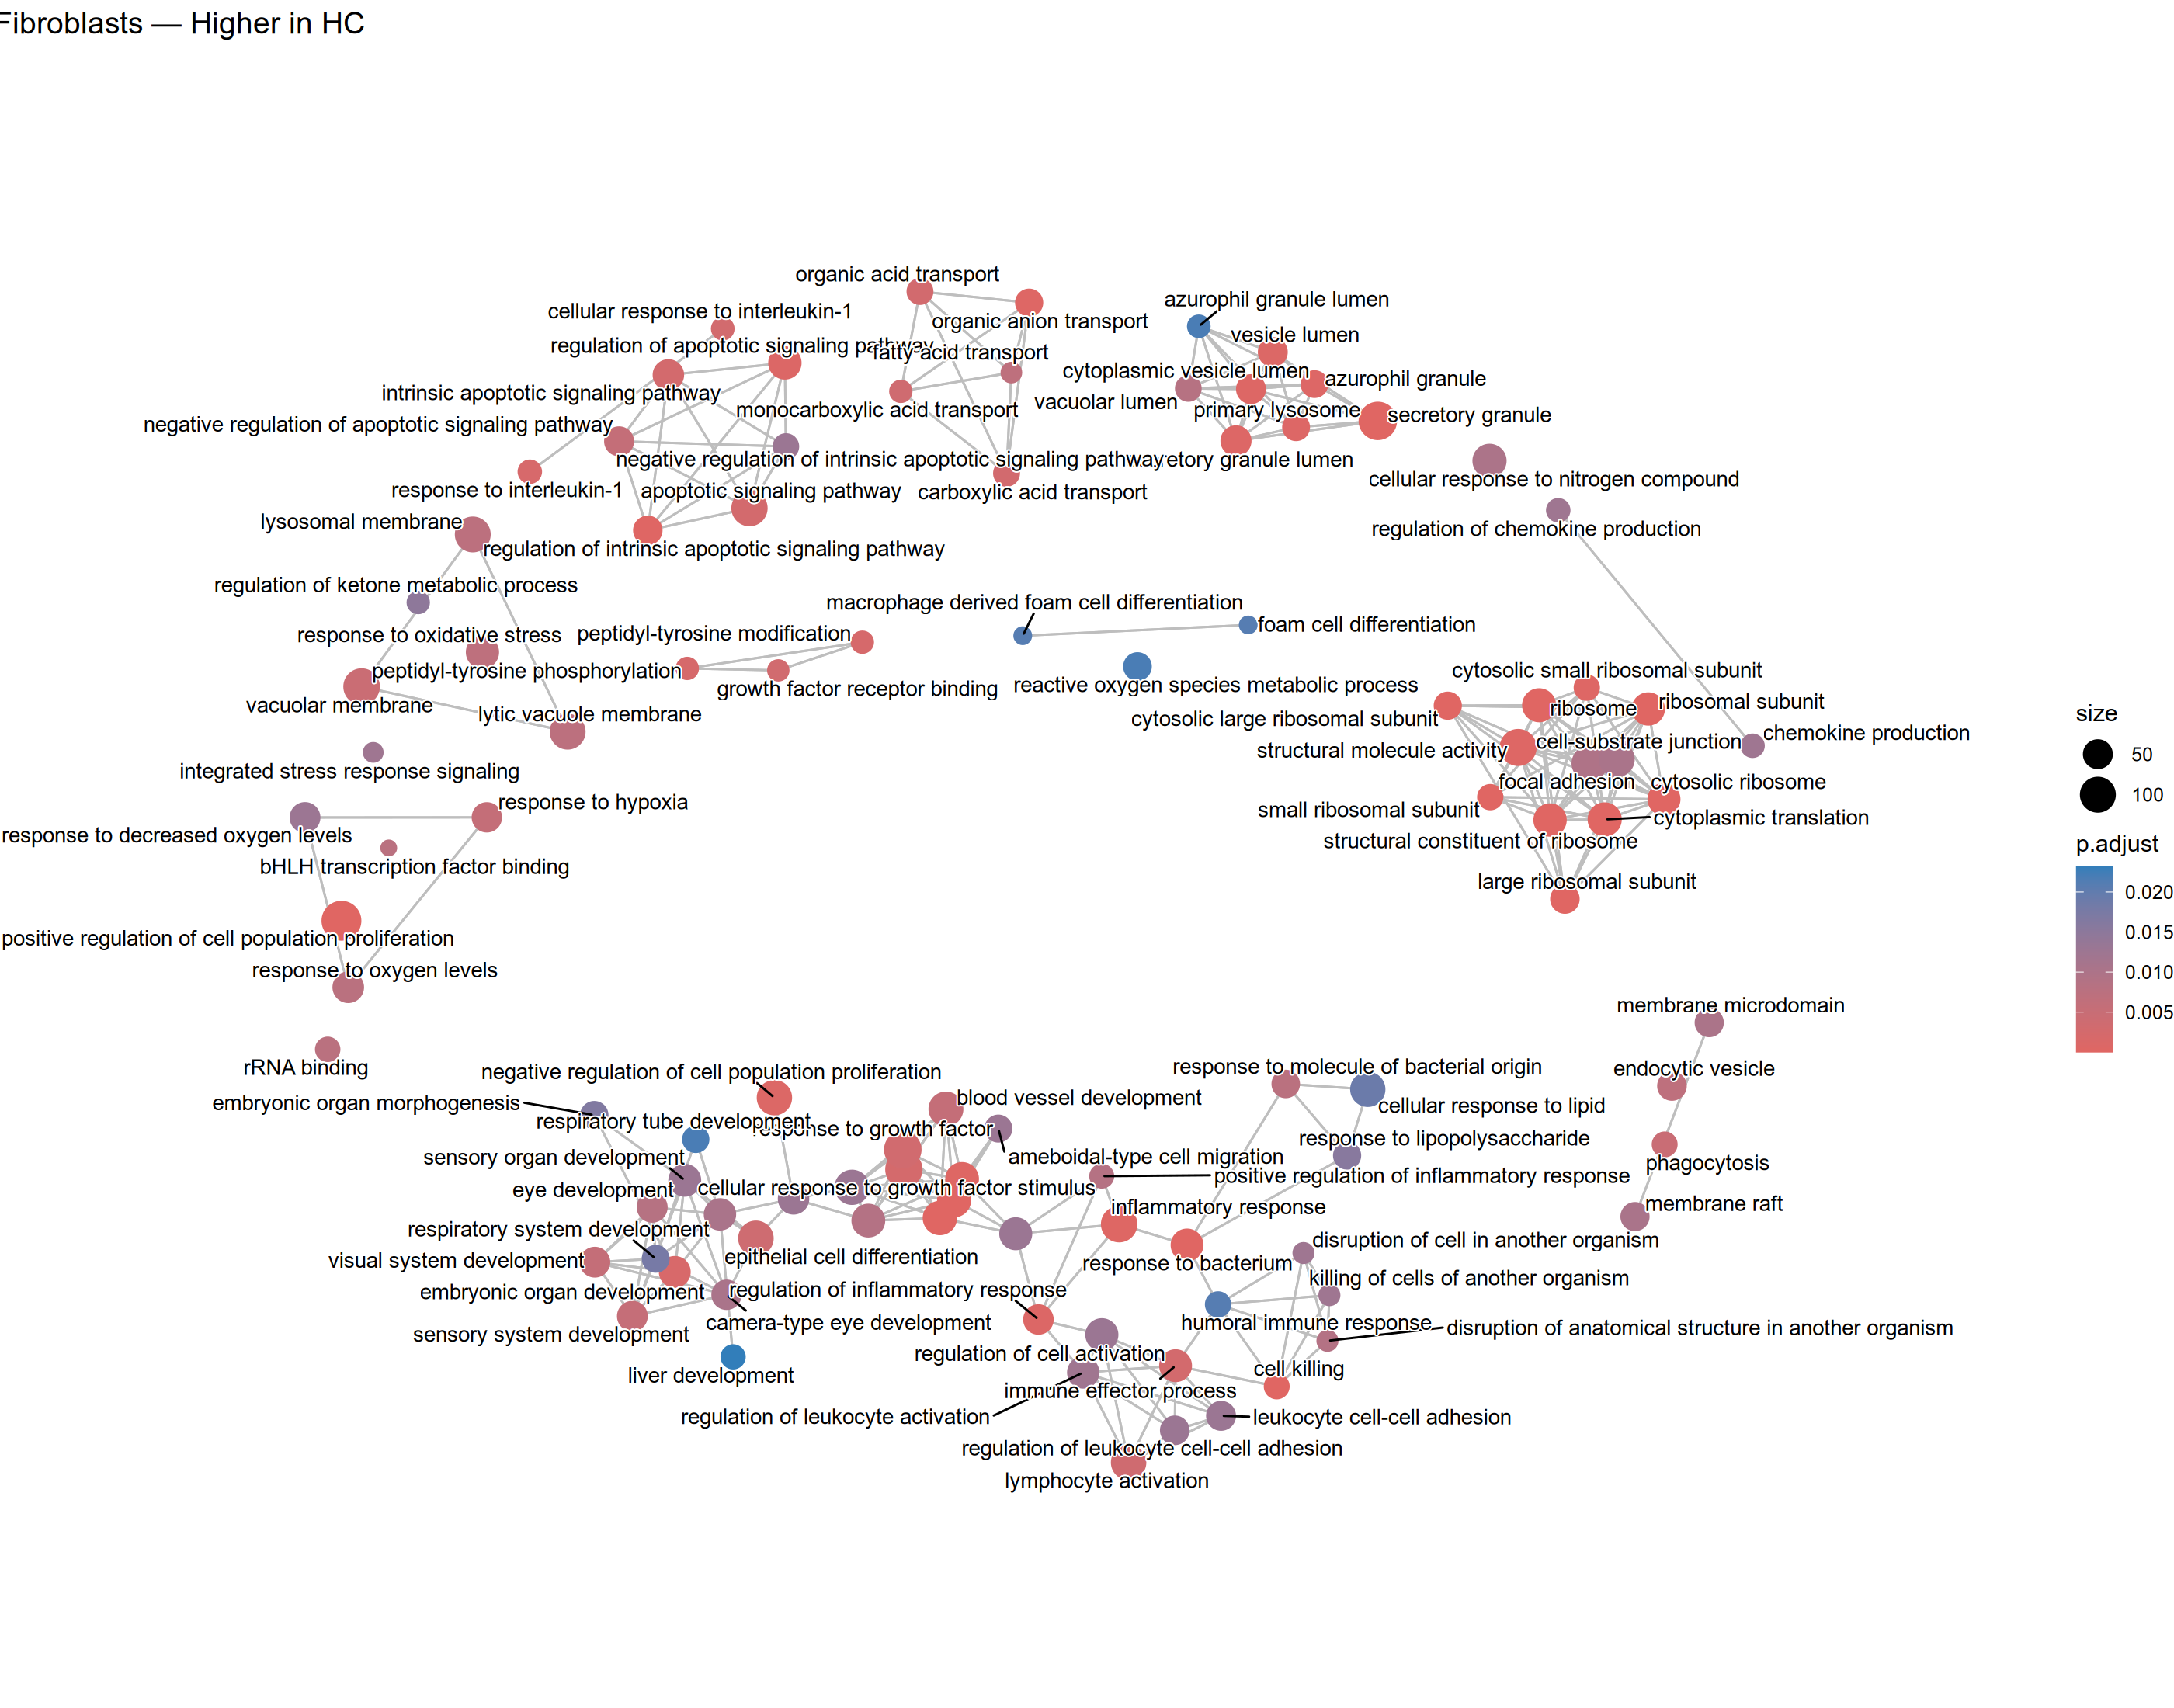 Fibroblasts — Higher in HC
organic acid transport
azurophil granule lumen
cellular response to interleukin-1
organic anion transport
vesicle lumen
regulation of apoptotic signaling pathway
fatty acid transport
cytoplasmic vesicle lumen
azurophil granule
intrinsic apoptotic signaling pathway
vacuolar lumen
monocarboxylic acid transport
primary lysosome
secretory granule
negative regulation of apoptotic signaling pathway
negative regulation of intrinsic apoptotic signaling pathway
secretory granule lumen
cellular response to nitrogen compound
response to interleukin-1
apoptotic signaling pathway
carboxylic acid transport
lysosomal membrane
regulation of chemokine production
regulation of intrinsic apoptotic signaling pathway
regulation of ketone metabolic process
macrophage derived foam cell differentiation
foam cell differentiation
response to oxidative stress
peptidyl-tyrosine modification
peptidyl-tyrosine phosphorylation
cytosolic small ribosomal subunit
growth factor receptor binding
reactive oxygen species metabolic process
ribosome
ribosomal subunit
vacuolar membrane
lytic vacuole membrane
cytosolic large ribosomal subunit
size
chemokine production
structural molecule activity
cell-substrate junction
50
integrated stress response signaling
focal adhesion
cytosolic ribosome
100
response to hypoxia
small ribosomal subunit
cytoplasmic translation
response to decreased oxygen levels
structural constituent of ribosome
p.adjust
bHLH transcription factor binding
large ribosomal subunit
0.020
0.015
positive regulation of cell population proliferation
response to oxygen levels
0.010
membrane microdomain
0.005
rRNA binding
negative regulation of cell population proliferation
response to molecule of bacterial origin
endocytic vesicle
embryonic organ morphogenesis
blood vessel development
cellular response to lipid
respiratory tube development
response to growth factor
response to lipopolysaccharide
sensory organ development
ameboidal-type cell migration
phagocytosis
eye development
cellular response to growth factor stimulus
positive regulation of inflammatory response
inflammatory response
membrane raft
respiratory system development
disruption of cell in another organism
visual system development
epithelial cell differentiation
response to bacterium
killing of cells of another organism
embryonic organ development
regulation of inflammatory response
sensory system development
camera-type eye development
humoral immune response
disruption of anatomical structure in another organism
regulation of cell activation
cell killing
liver development
immune effector process
regulation of leukocyte activation
leukocyte cell-cell adhesion
regulation of leukocyte cell-cell adhesion
lymphocyte activation